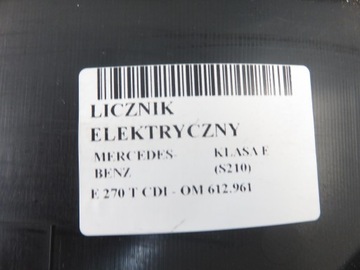 LICZNIK
ELEKTRYCZNY
MERCEDES- KLASA E
BENZ (S210)
E 270 T CDI - OM 612.961